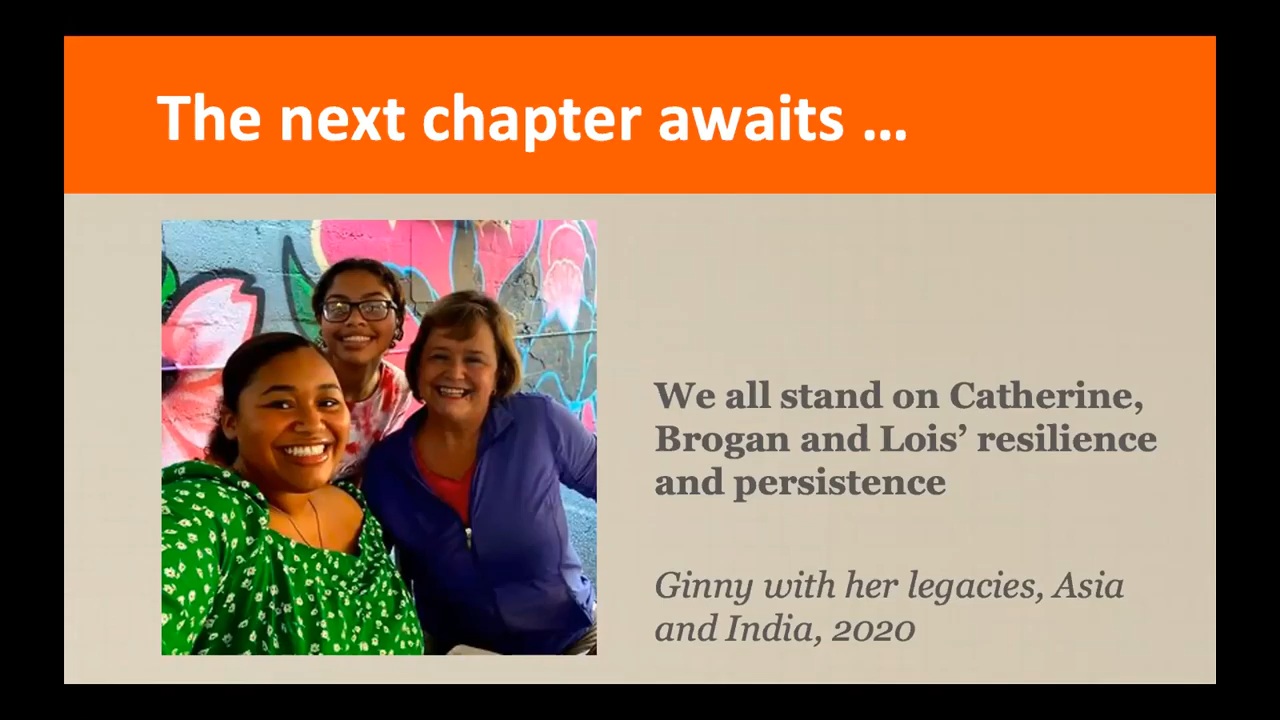 The next chapter awaits ...
We all stand on Catherine,
Brogan and Lois’ resilience
and persistence
Ginny with her legacies, Asia
and India, 2020